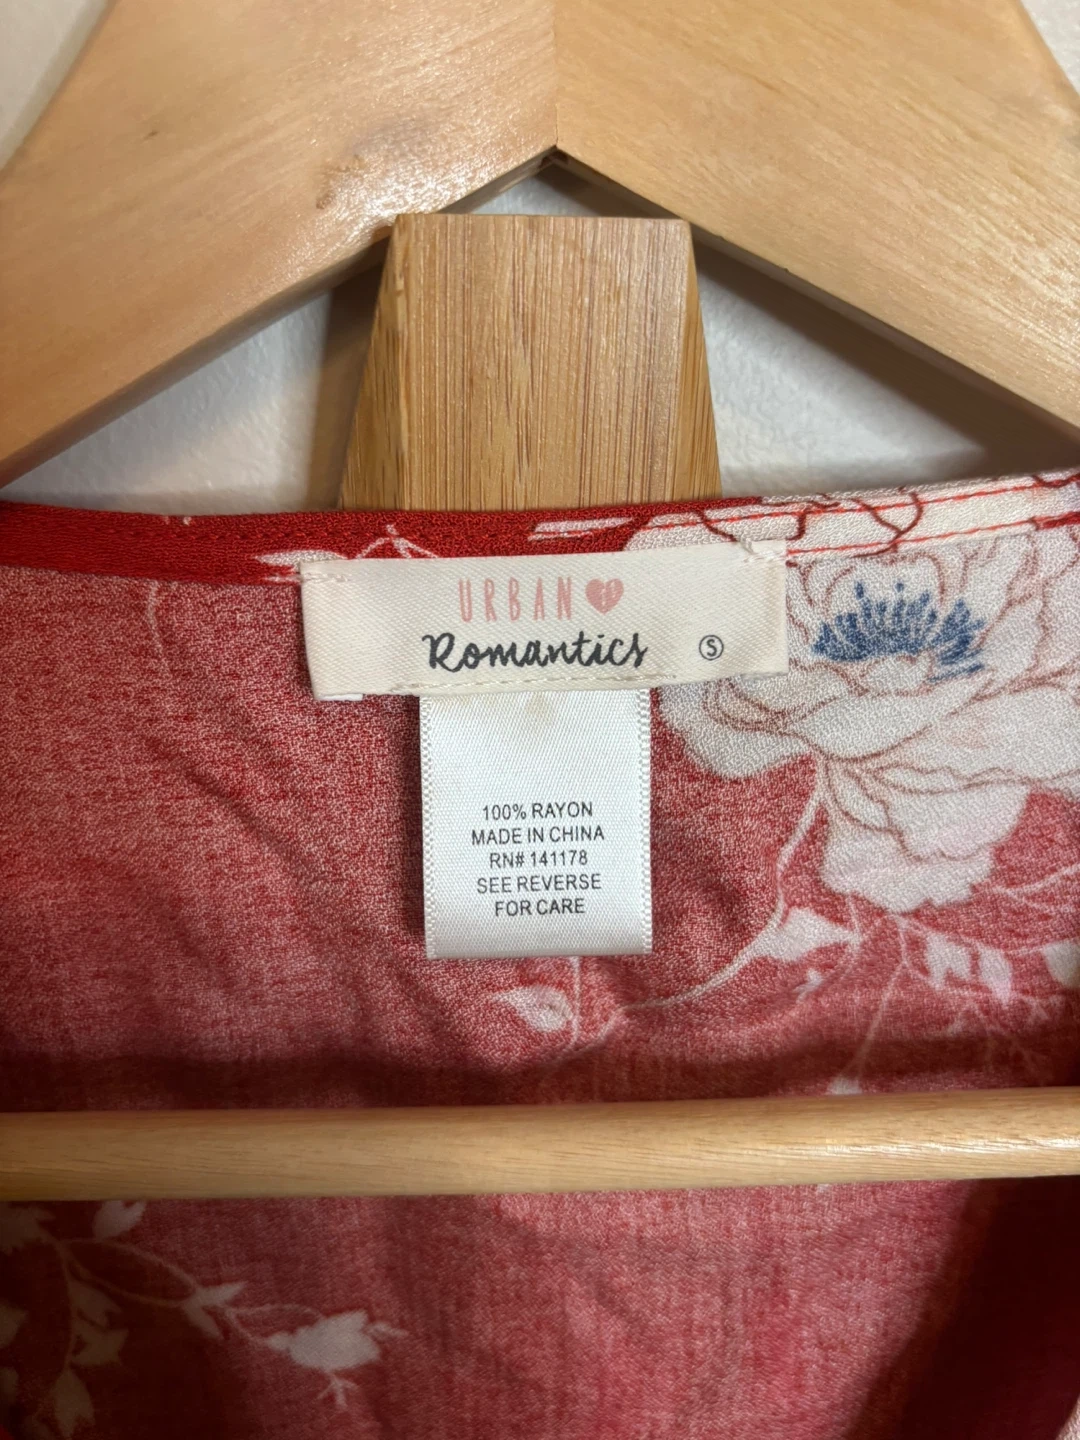 URBAN
Romantics S
100% RAYON
MADE IN CHINA
RN# 141178
SEE REVERSE
FOR CARE